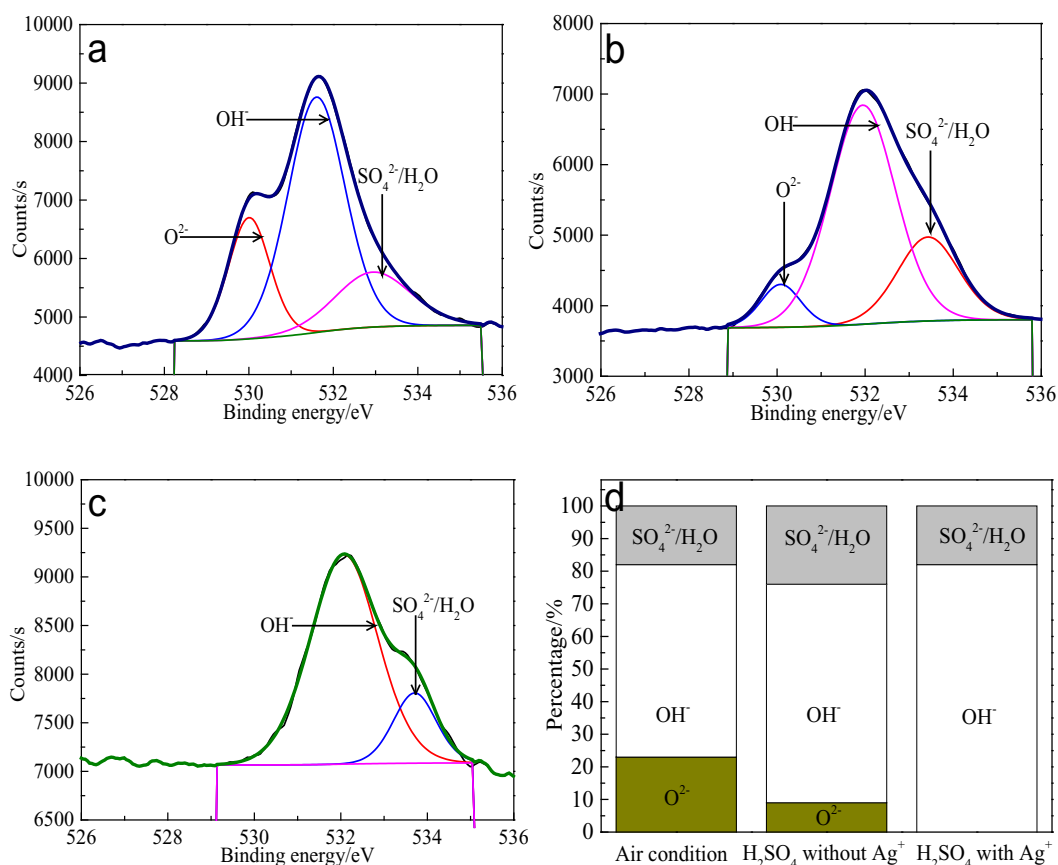 a
10000
9000
8000
7000
6000
5000
4000
Counts/s
OH⁻
O²⁻
SO₄²⁻/H₂O
526 528 530 532 534 536
Binding energy/eV
b
8000
7000
6000
5000
4000
3000
Counts/s
OH⁻
SO₄²⁻/H₂O
O²⁻
526 528 530 532 534 536
Binding energy/eV
c
10000
9500
9000
8500
8000
7500
7000
6500
Counts/s
SO₄²⁻/H₂O
OH⁻
526 528 530 532 534 536
Binding energy/eV
d
100
90
80
70
60
50
40
30
20
10
0
Percentage/%
SO₄²⁻/H₂O SO₄²⁻/H₂O SO₄²⁻/H₂O
OH⁻ OH⁻ OH⁻
O²⁻ O²⁻
Air condition H₂SO₄ without Ag⁺ H₂SO₄ with Ag⁺